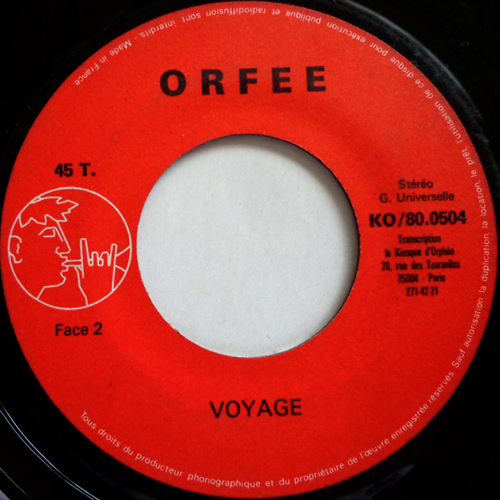 ORFEE
45 T.
Stéréo
G. Universelle
KO/80.0504
Transcription
le Kiosque d'Orphée
20, rue des Tournelles
75004 - Paris
271-42-21
Face 2
VOYAGE
Tous droits du producteur phonographique et du propriétaire de l'œuvre enregistrée réservés. Sauf autorisation la duplication, la location, le prêt, l'utilisation de ce disque pour exécution publique et radiodiffusion sont interdits. - Made in France